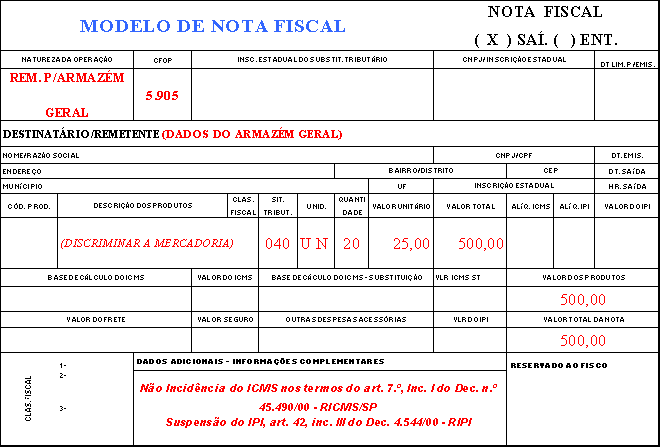 MODELO DE NOTA FISCAL
NOTA FISCAL
( X ) SAÍ. ( ) ENT.
NATUREZA DA OPERAÇÃO CFOP INSC. ESTADUAL DO SUBSTIT. TRIBUTÁRIO CNPJ/INSCRIÇÃO ESTADUAL DT LIM. P/EMIS.
REM. P/ARMAZÉM GERAL 5.905
DESTINATÁRIO/REMETENTE (DADOS DO ARMAZÉM GERAL)
NOME/RAZÃO SOCIAL CNPJ/CPF DT. EMIS.
ENDEREÇO BAIRRO/DISTRITO CEP DT. SAÍDA
MUNÍCIPIO UF INSCRIÇÃO ESTADUAL HR. SAÍDA
CÓD. PROD. DESCRIÇÃO DOS PRODUTOS CLAS. FISCAL SIT. TRIBUT. UNID. QUANTI DADE VALOR UNITÁRIO VALOR TOTAL ALÍQ. ICMS ALÍQ. IPI VALOR DO IPI
(DISCRIMINAR A MERCADORIA) 040 UN 20 25,00 500,00
BASE DE CÁLCULO DO ICMS VALOR DO ICMS BASE DE CÁCULO DO ICMS - SUBSTITUIÇÃO VLR ICMS ST VALOR DOS PRODUTOS
500,00
VALOR DO FRETE VALOR SEGURO OUTRAS DESPESAS ACESSÓRIAS VLR DO IPI VALOR TOTAL DA NOTA
500,00
CLAS. FISCAL
1-
2-
3-
DADOS ADICIONAIS - INFORMAÇÕES COMPLEMENTARES
Não Incidência do ICMS nos termos do art. 7.º, Inc. I do Dec. n.º
45.490/00 - RICMS/SP
Suspensão do IPI, art. 42, inc. III do Dec. 4.544/00 - RIPI
RESERTADO AO FISCO